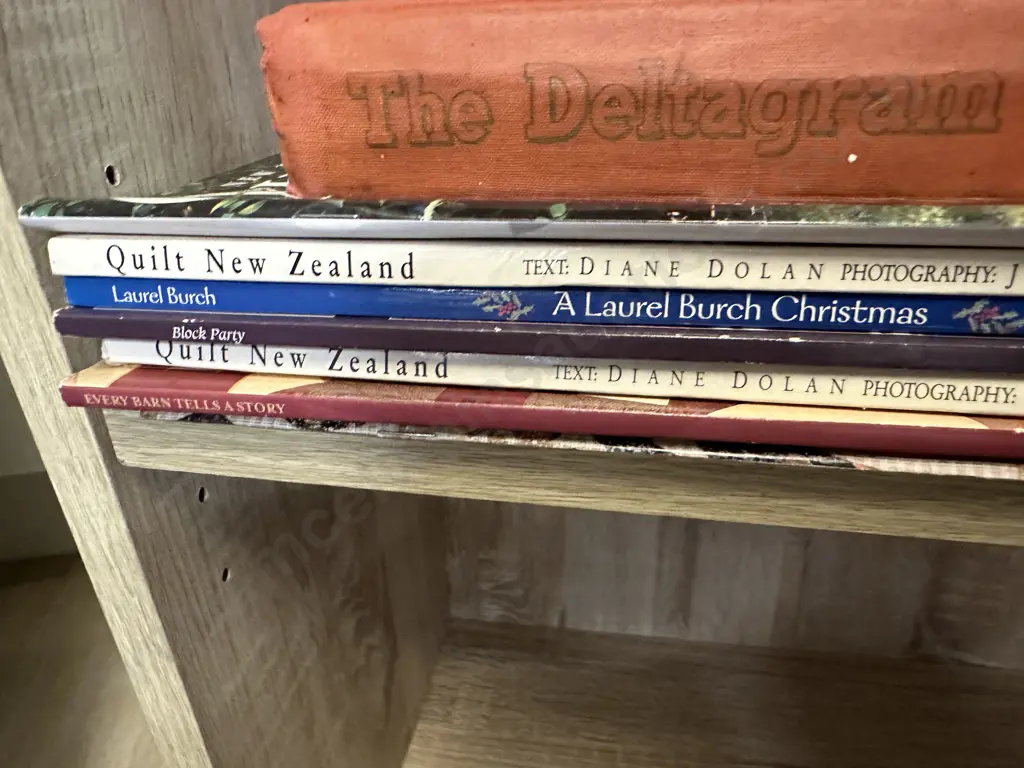 The Deltagram
Quilt New Zealand TEXT: DIANE DOLAN PHOTOGRAPHY: J
Laurel Burch A Laurel Burch Christmas
Block Party
Quilt New Zealand TEXT: DIANE DOLAN PHOTOGRAPHY:
EVERY BARN TELLS A STORY